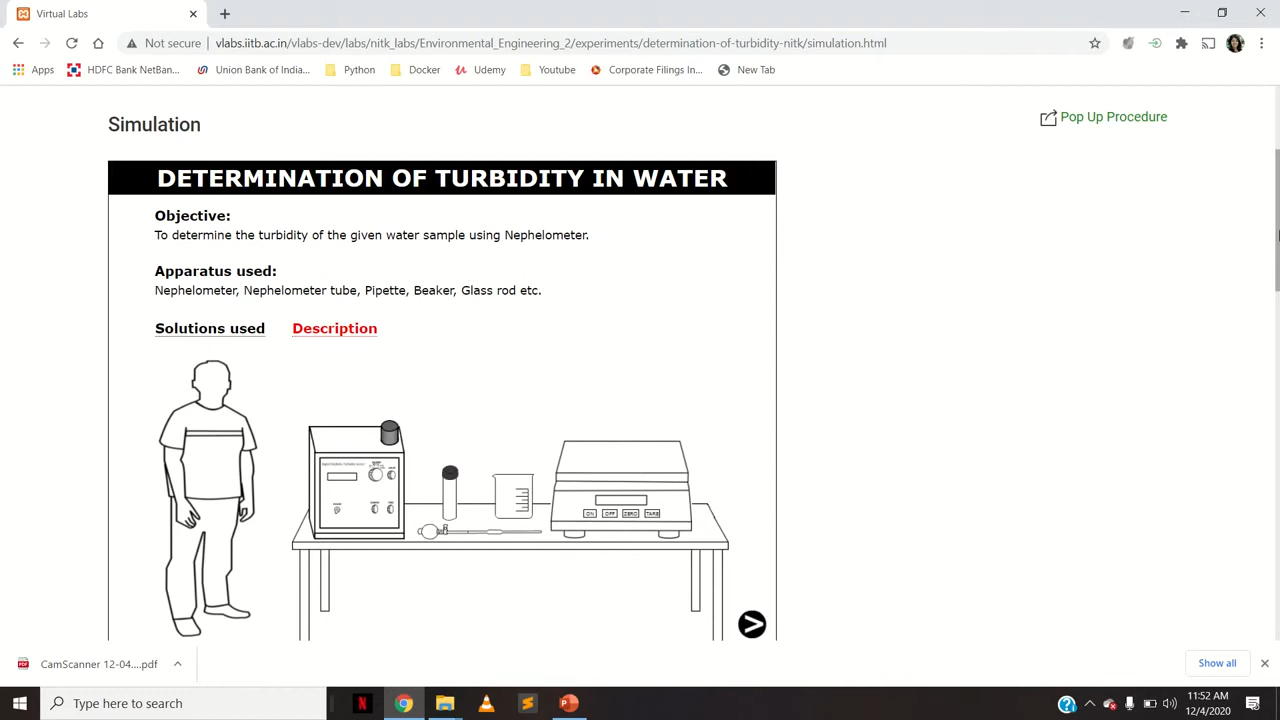 Virtual Labs
Not secure vlabs.iitb.ac.in/vlabs-dev/labs/nitk_labs/Environmental_Engineering_2/experiments/determination-of-turbidity-nitk/simulation.html
Apps HDFC Bank NetBan... Union Bank of India... Python Docker Udemy Youtube Corporate Filings In... New Tab
Simulation
Pop Up Procedure
DETERMINATION OF TURBIDITY IN WATER
Objective:
To determine the turbidity of the given water sample using Nephelometer.
Apparatus used:
Nephelometer, Nephelometer tube, Pipette, Beaker, Glass rod etc.
Solutions used Description
ON OFF ZERO TARE
CamScanner 12-04....pdf
Show all
Type here to search
11:52 AM
12/4/2020